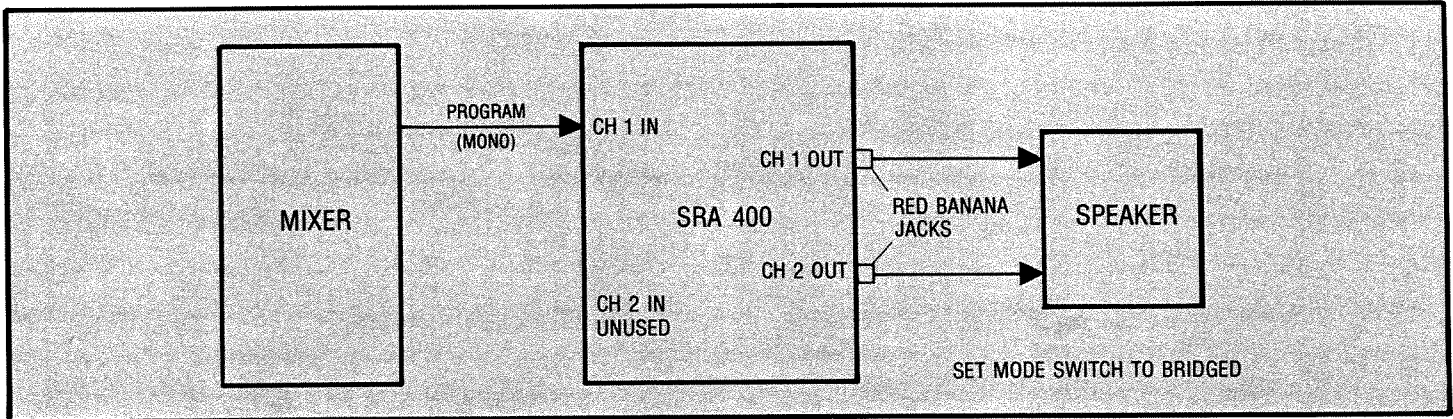 MIXER
PROGRAM
(MONO)
CH 1 IN
CH 1 OUT
SRA 400
CH 2 OUT
CH 2 IN
UNUSED
RED BANANA
JACKS
SPEAKER
SET MODE SWITCH TO BRIDGED